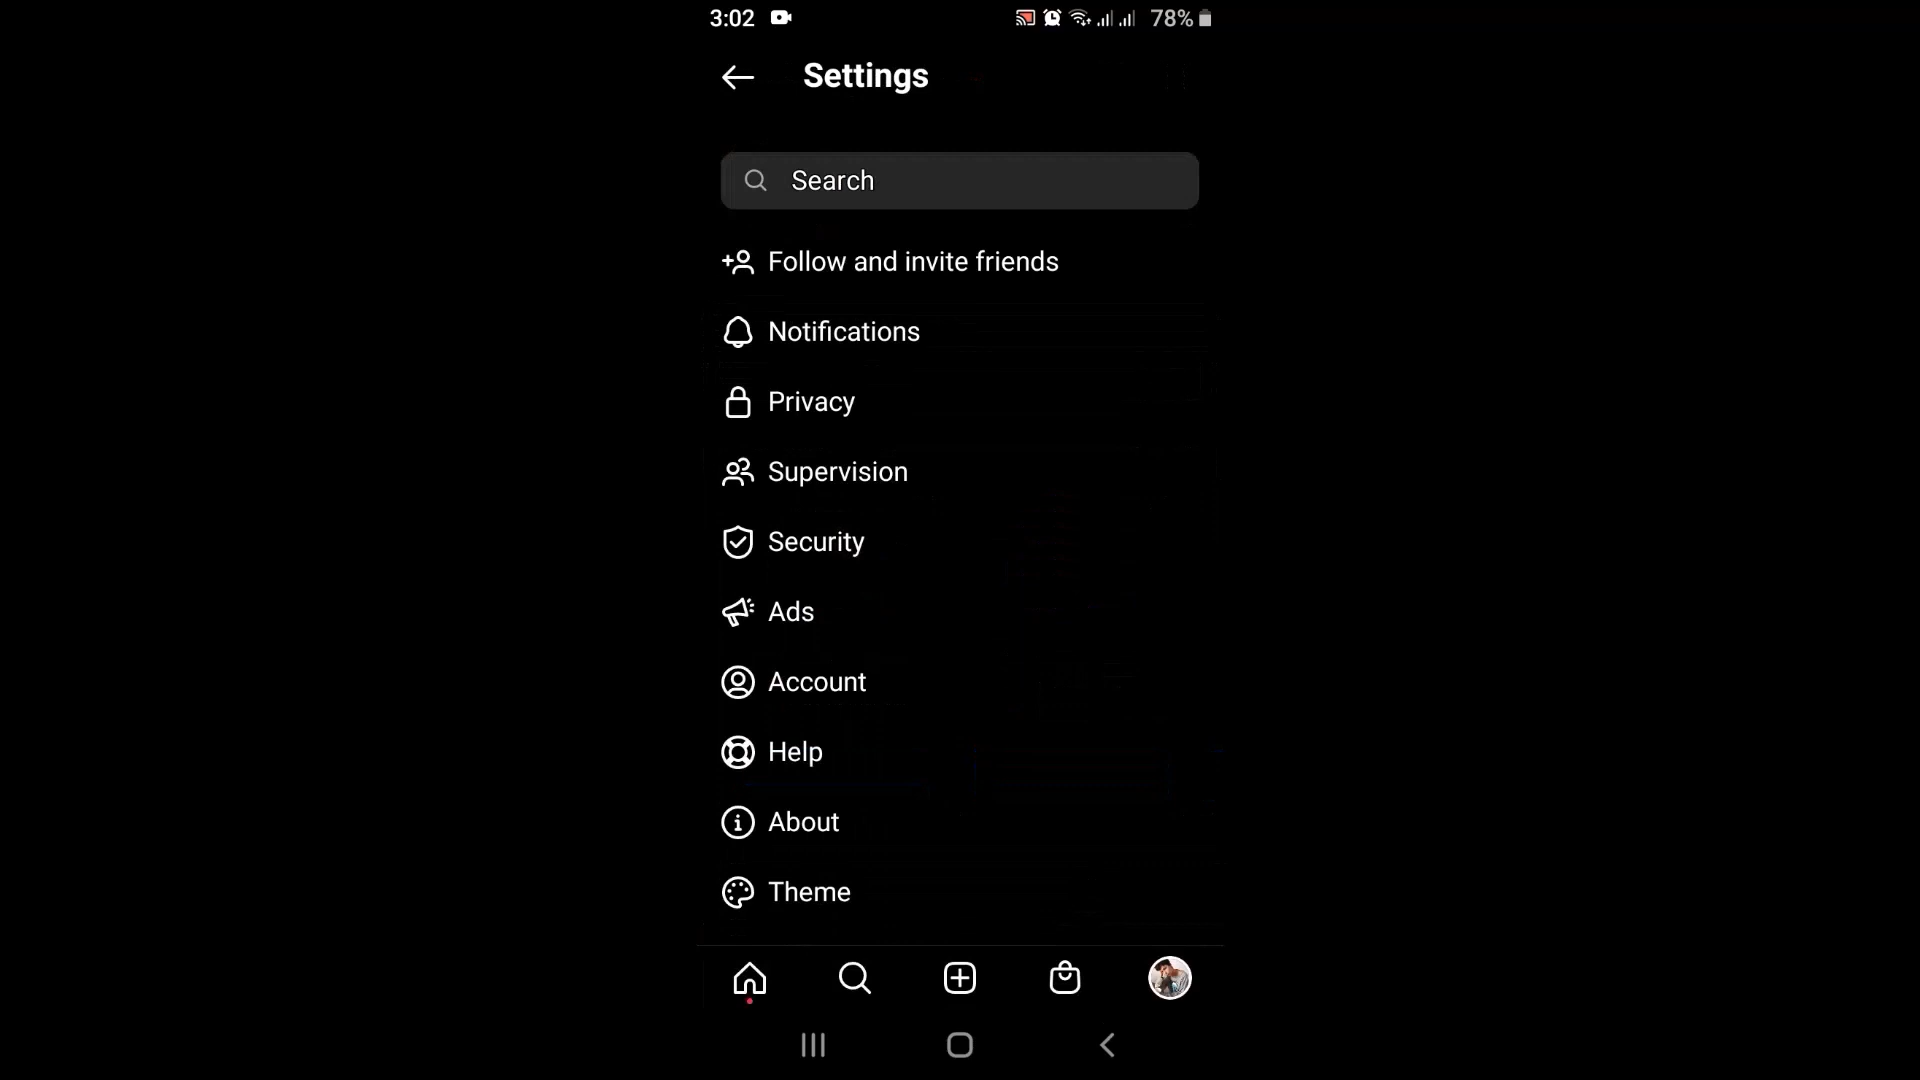 3:02 78%
Settings
Search
Follow and invite friends
Notifications
Privacy
Supervision
Security
Ads
Account
Help
About
Theme